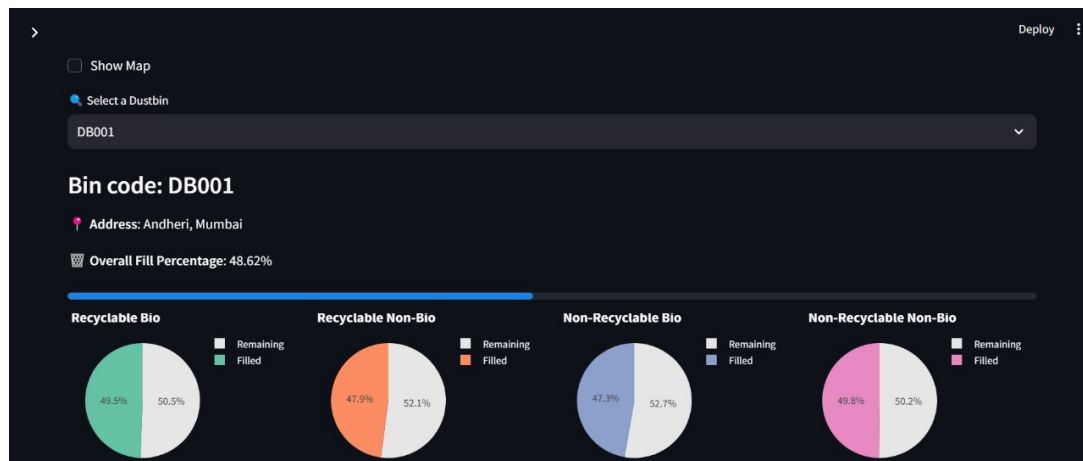 Deploy
Show Map
Select a Dustbin
DB001
Bin code: DB001
Address: Andheri, Mumbai
Overall Fill Percentage: 48.62%
Recyclable Bio
Remaining
Filled
49.5%
50.5%
Recyclable Non-Bio
Remaining
Filled
47.9%
52.1%
Non-Recyclable Bio
Remaining
Filled
47.3%
52.7%
Non-Recyclable Non-Bio
Remaining
Filled
49.8%
50.2%